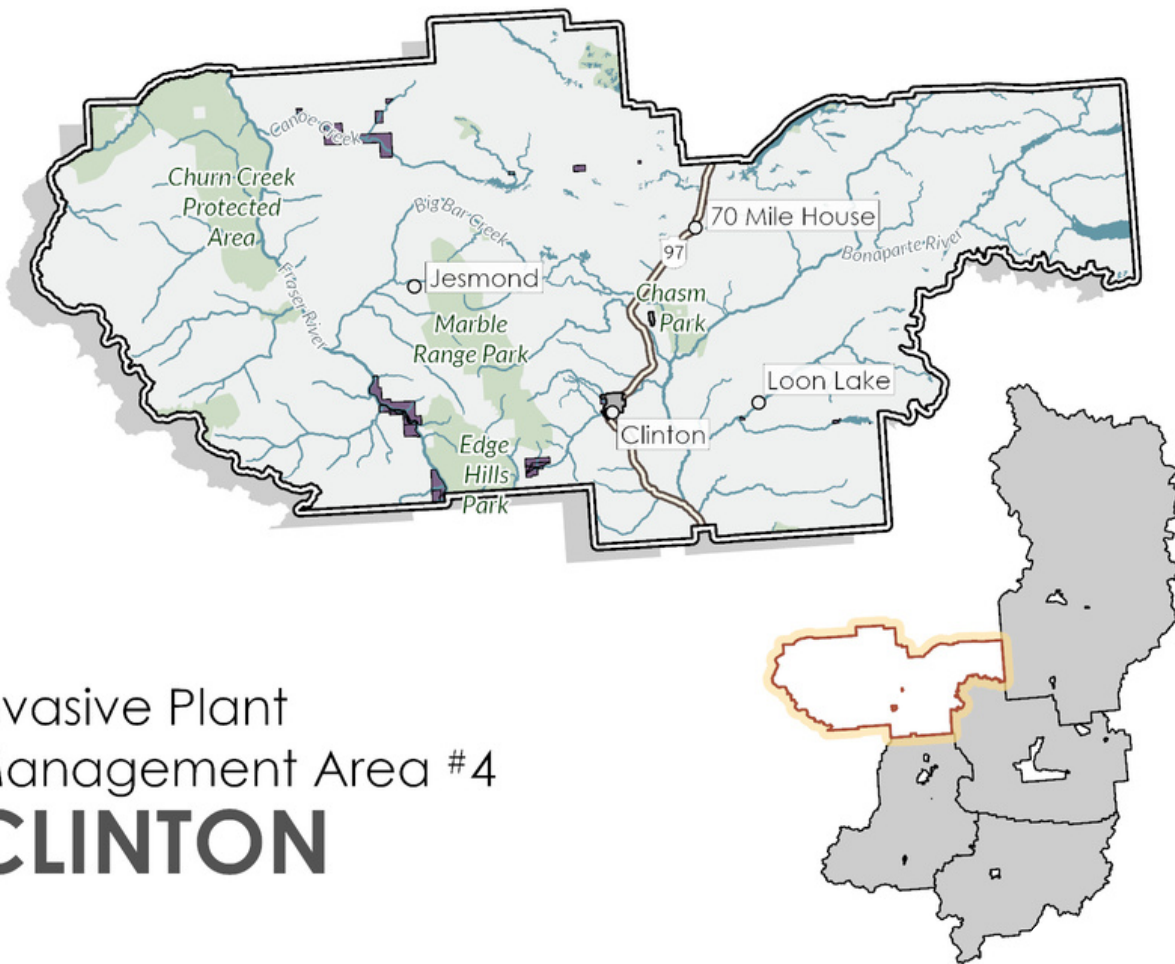 Canoe Creek
Churn Creek
Protected
Area
Big Bar Creek
70 Mile House
97
Bonaparte River
Fraser River
Jesmond
Chasm
Park
Marble
Range Park
Loon Lake
Clinton
Edge
Hills
Park
vasive Plant
Management Area #4
CLINTON